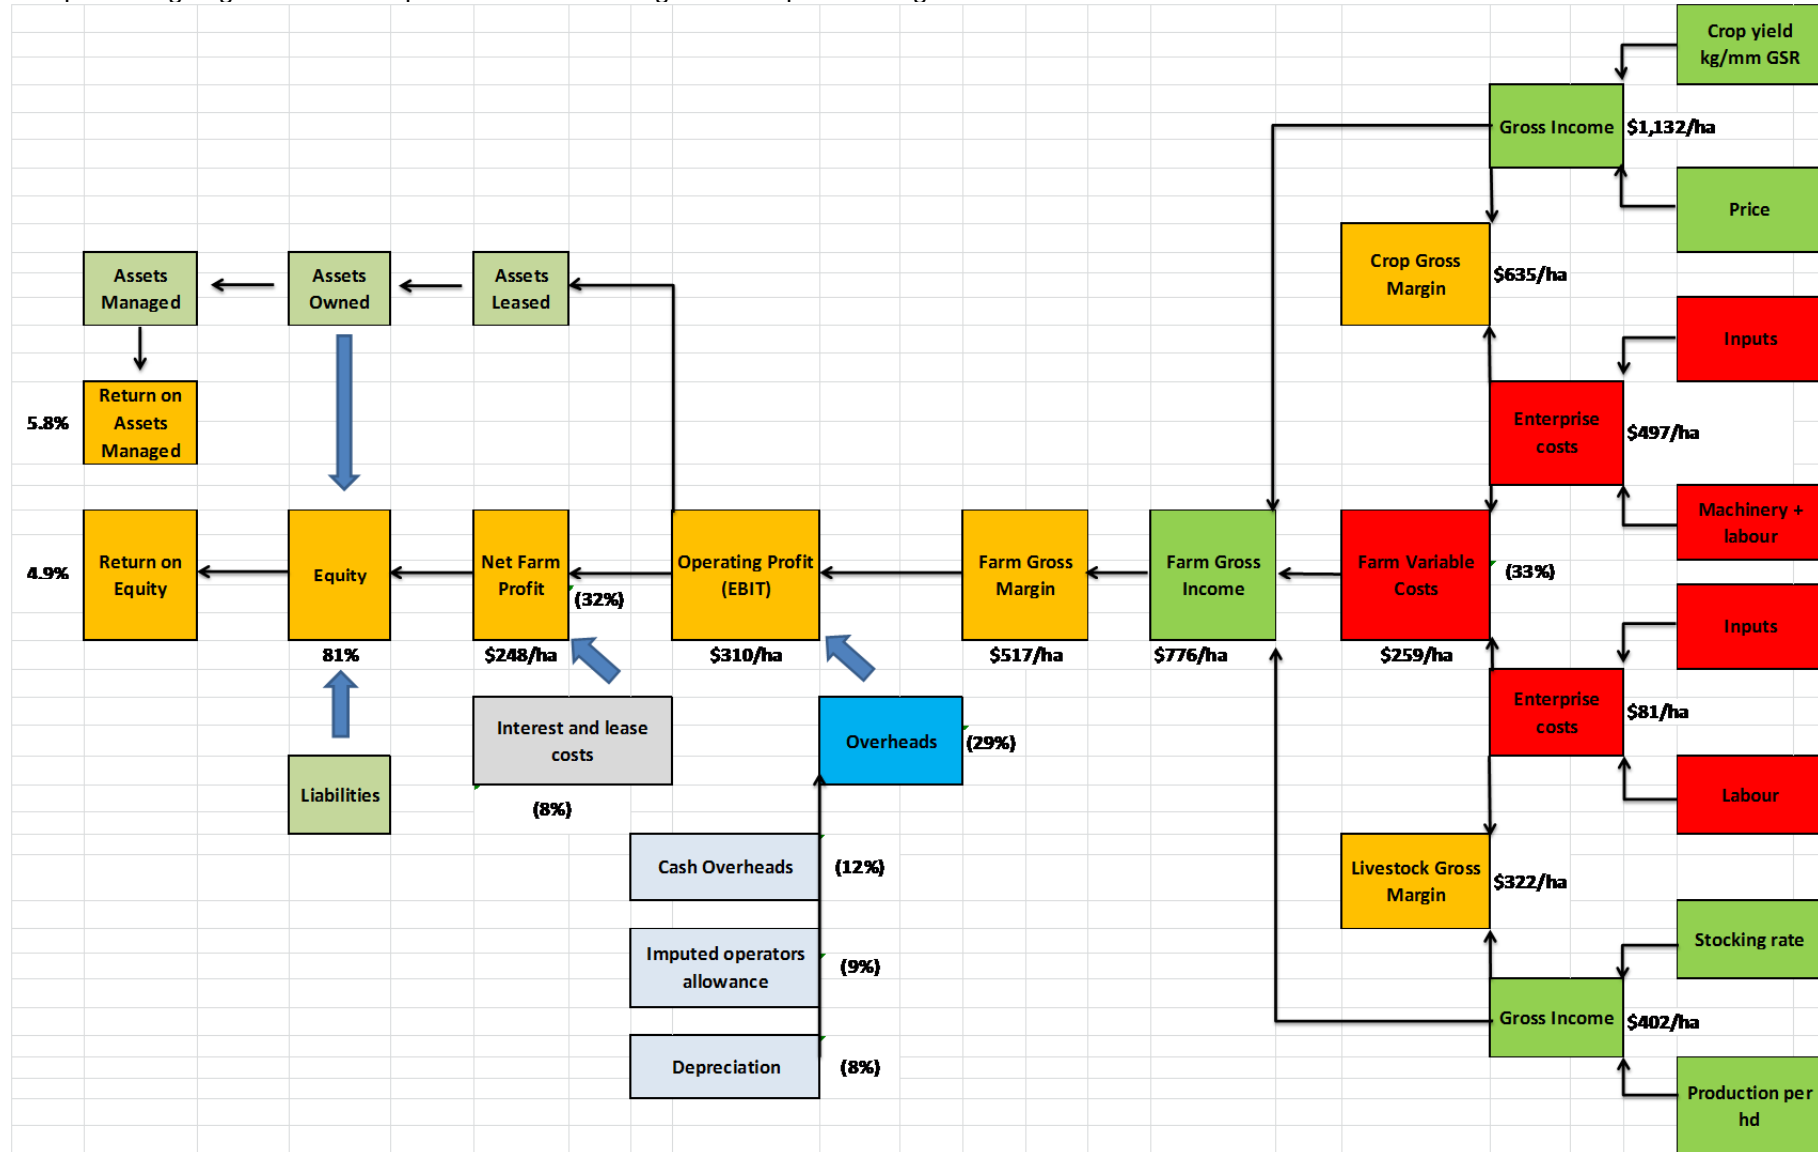 Crop yield
kg/mm GSR
Gross Income
$1,132/ha
Price
Crop Gross
Margin
$635/ha
Assets
Managed
Assets
Owned
Assets
Leased
Inputs
5.8%
Return on
Assets
Managed
Enterprise
costs
$497/ha
Machinery +
labour
4.9%
Return on
Equity
Equity
81%
Net Farm
Profit
(32%)
$248/ha
Operating Profit
(EBIT)
$310/ha
Farm Gross
Margin
$517/ha
Farm Gross
Income
$776/ha
Farm Variable
Costs
(33%)
$259/ha
Inputs
Enterprise
costs
$81/ha
Labour
Interest and lease
costs
(8%)
Overheads
(29%)
Liabilities
Cash Overheads
(12%)
Livestock Gross
Margin
$322/ha
Imputed operators
allowance
(9%)
Stocking rate
Gross Income
$402/ha
Depreciation
(8%)
Production per
hd